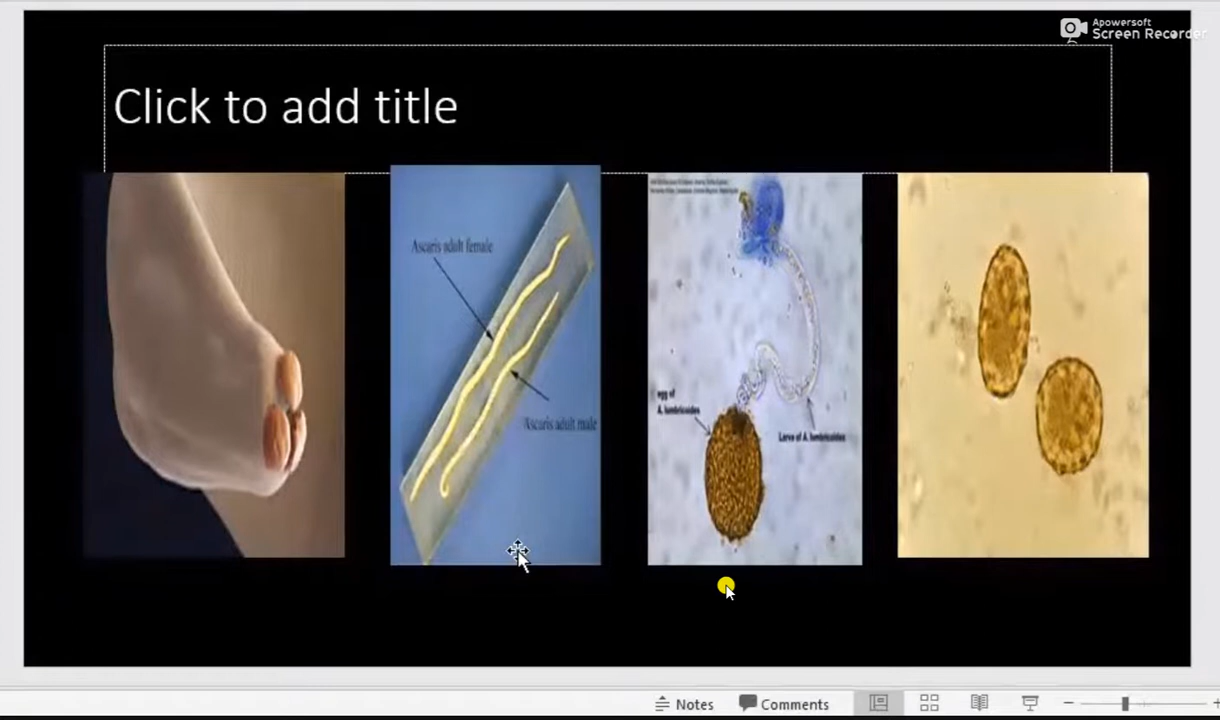 Apowersoft
Screen Recorder
Click to add title
Ascaris adult female
Ascaris adult male
egg of
A. lumbricoides
Larve of A. lumbricoides
Notes
Comments